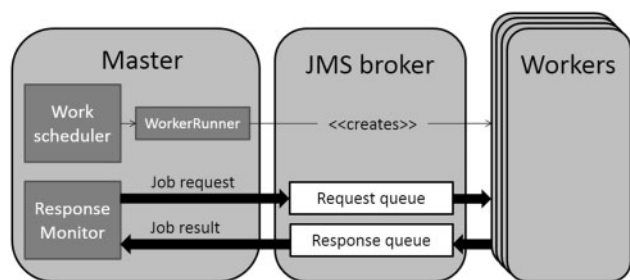 Master
JMS broker
Workers
Work
scheduler
WorkerRunner
<<creates>>
Job request
Request queue
Response
Monitor
Job result
Response queue